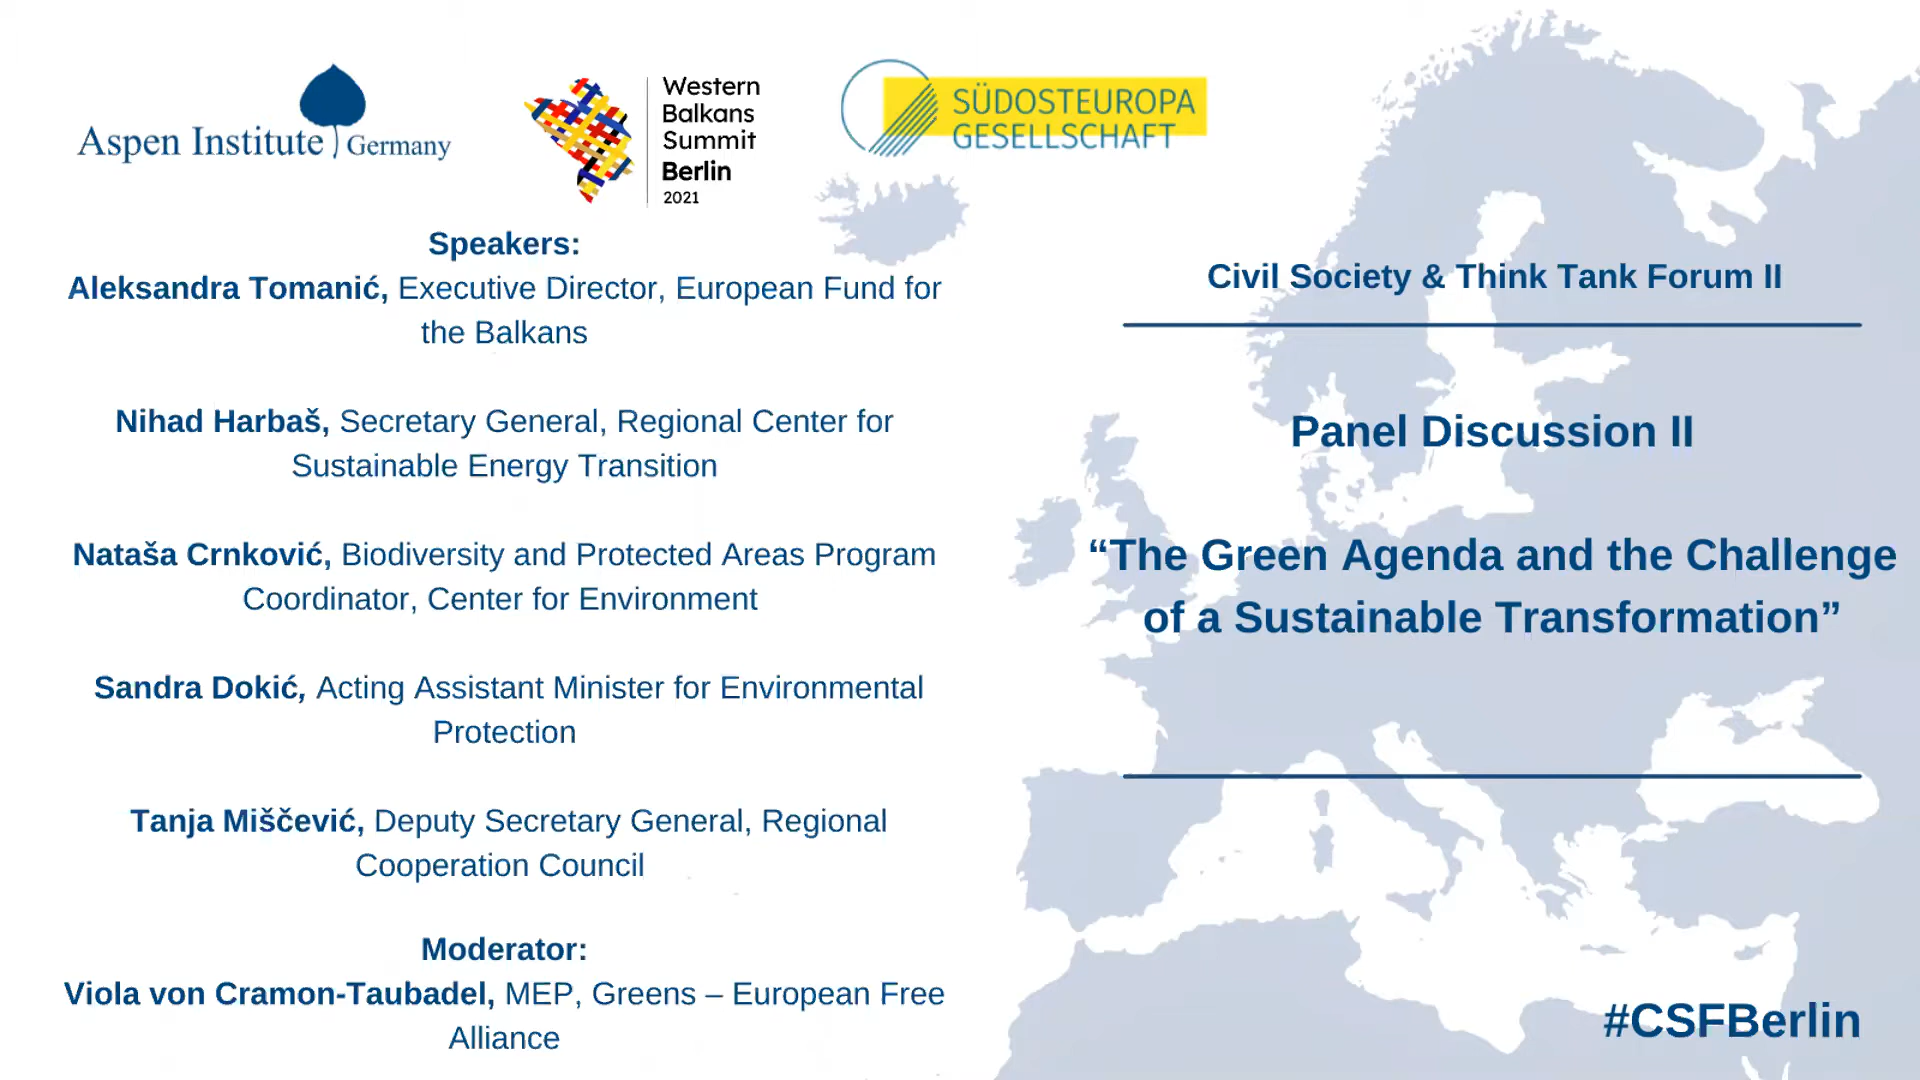 Aspen Institute Germany
Western
Balkans
Summit
Berlin
2021
SÜDOSTEUROPA
GESELLSCHAFT
Speakers:
Aleksandra Tomanić, Executive Director, European Fund for
the Balkans
Nihad Harbaš, Secretary General, Regional Center for
Sustainable Energy Transition
Nataša Crnković, Biodiversity and Protected Areas Program
Coordinator, Center for Environment
Sandra Dokić, Acting Assistant Minister for Environmental
Protection
Tanja Miščević, Deputy Secretary General, Regional
Cooperation Council
Moderator:
Viola von Cramon-Taubadel, MEP, Greens – European Free
Alliance
Civil Society & Think Tank Forum II
Panel Discussion II
“The Green Agenda and the Challenge
of a Sustainable Transformation”
#CSFBerlin